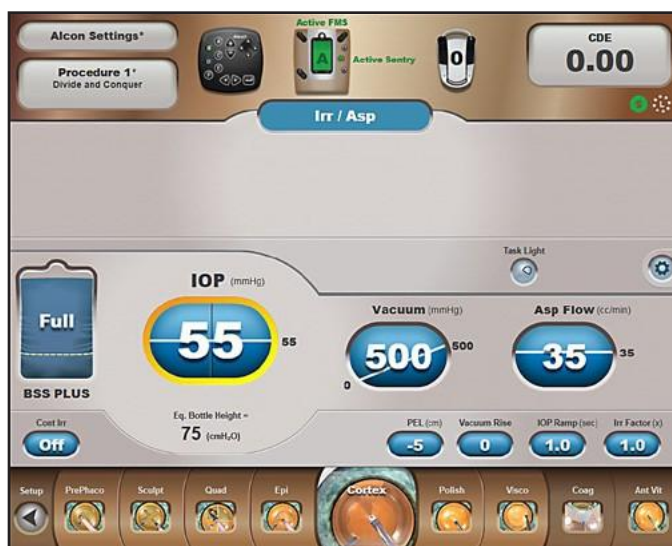 Alcon Settings*
Procedure 1*
Divide and Conquer
Active FMS
A
Active Sentry
0
CDE
0.00
S
L
Irr / Asp
Task Light
Full
BSS PLUS
IOP (mmHg)
55
55
Eq. Bottle Height =
75 (cmH₂O)
Vacuum (mmHg)
500
500
0
Asp Flow (cc/min)
35
35
Cont Irr
Off
PEL (cm)
-5
Vacuum Rise
0
IOP Ramp (sec)
1.0
Irr Factor (x)
1.0
Setup
PrePhaco
Sculpt
Quad
Epi
Cortex
Polish
Visco
Coag
Ant Vit